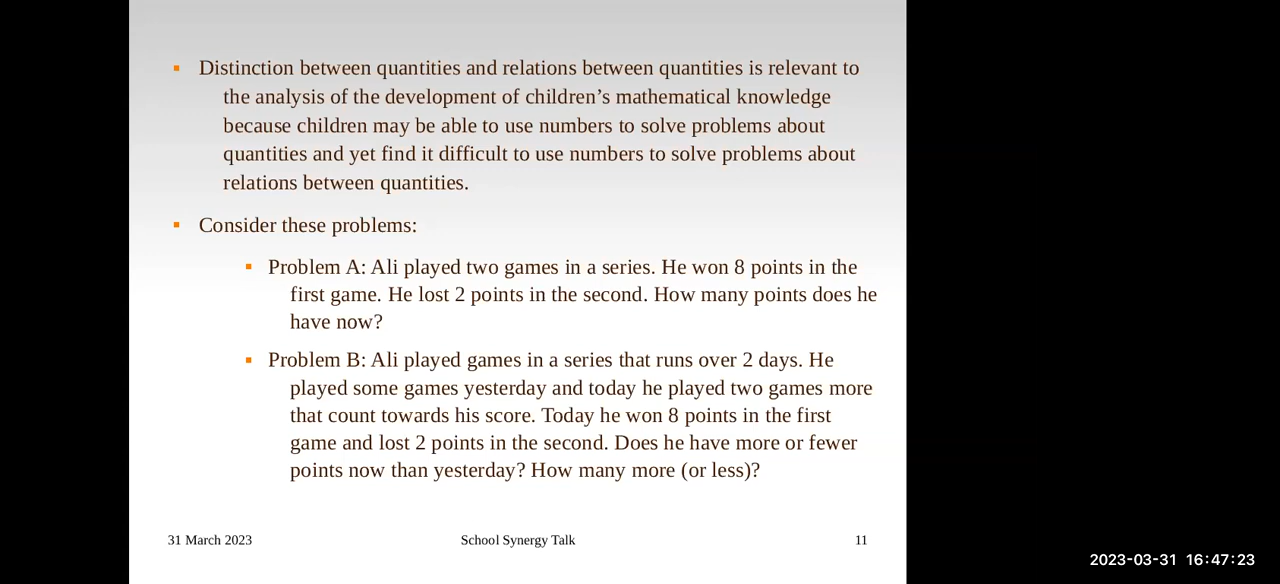 Distinction between quantities and relations between quantities is relevant to
the analysis of the development of children’s mathematical knowledge
because children may be able to use numbers to solve problems about
quantities and yet find it difficult to use numbers to solve problems about
relations between quantities.
Consider these problems:
Problem A: Ali played two games in a series. He won 8 points in the
first game. He lost 2 points in the second. How many points does he
have now?
Problem B: Ali played games in a series that runs over 2 days. He
played some games yesterday and today he played two games more
that count towards his score. Today he won 8 points in the first
game and lost 2 points in the second. Does he have more or fewer
points now than yesterday? How many more (or less)?
31 March 2023
School Synergy Talk
11
2023-03-31 16:47:23